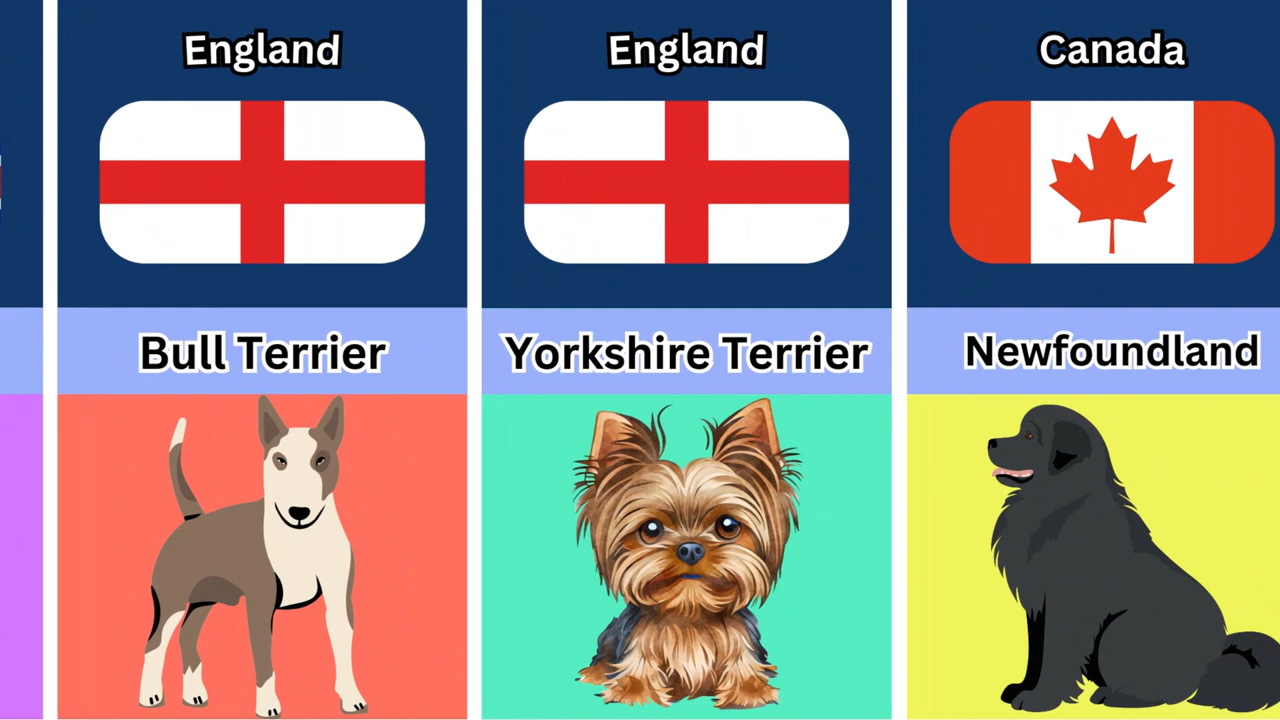 England
England
Canada
Bull Terrier
Yorkshire Terrier
Newfoundland